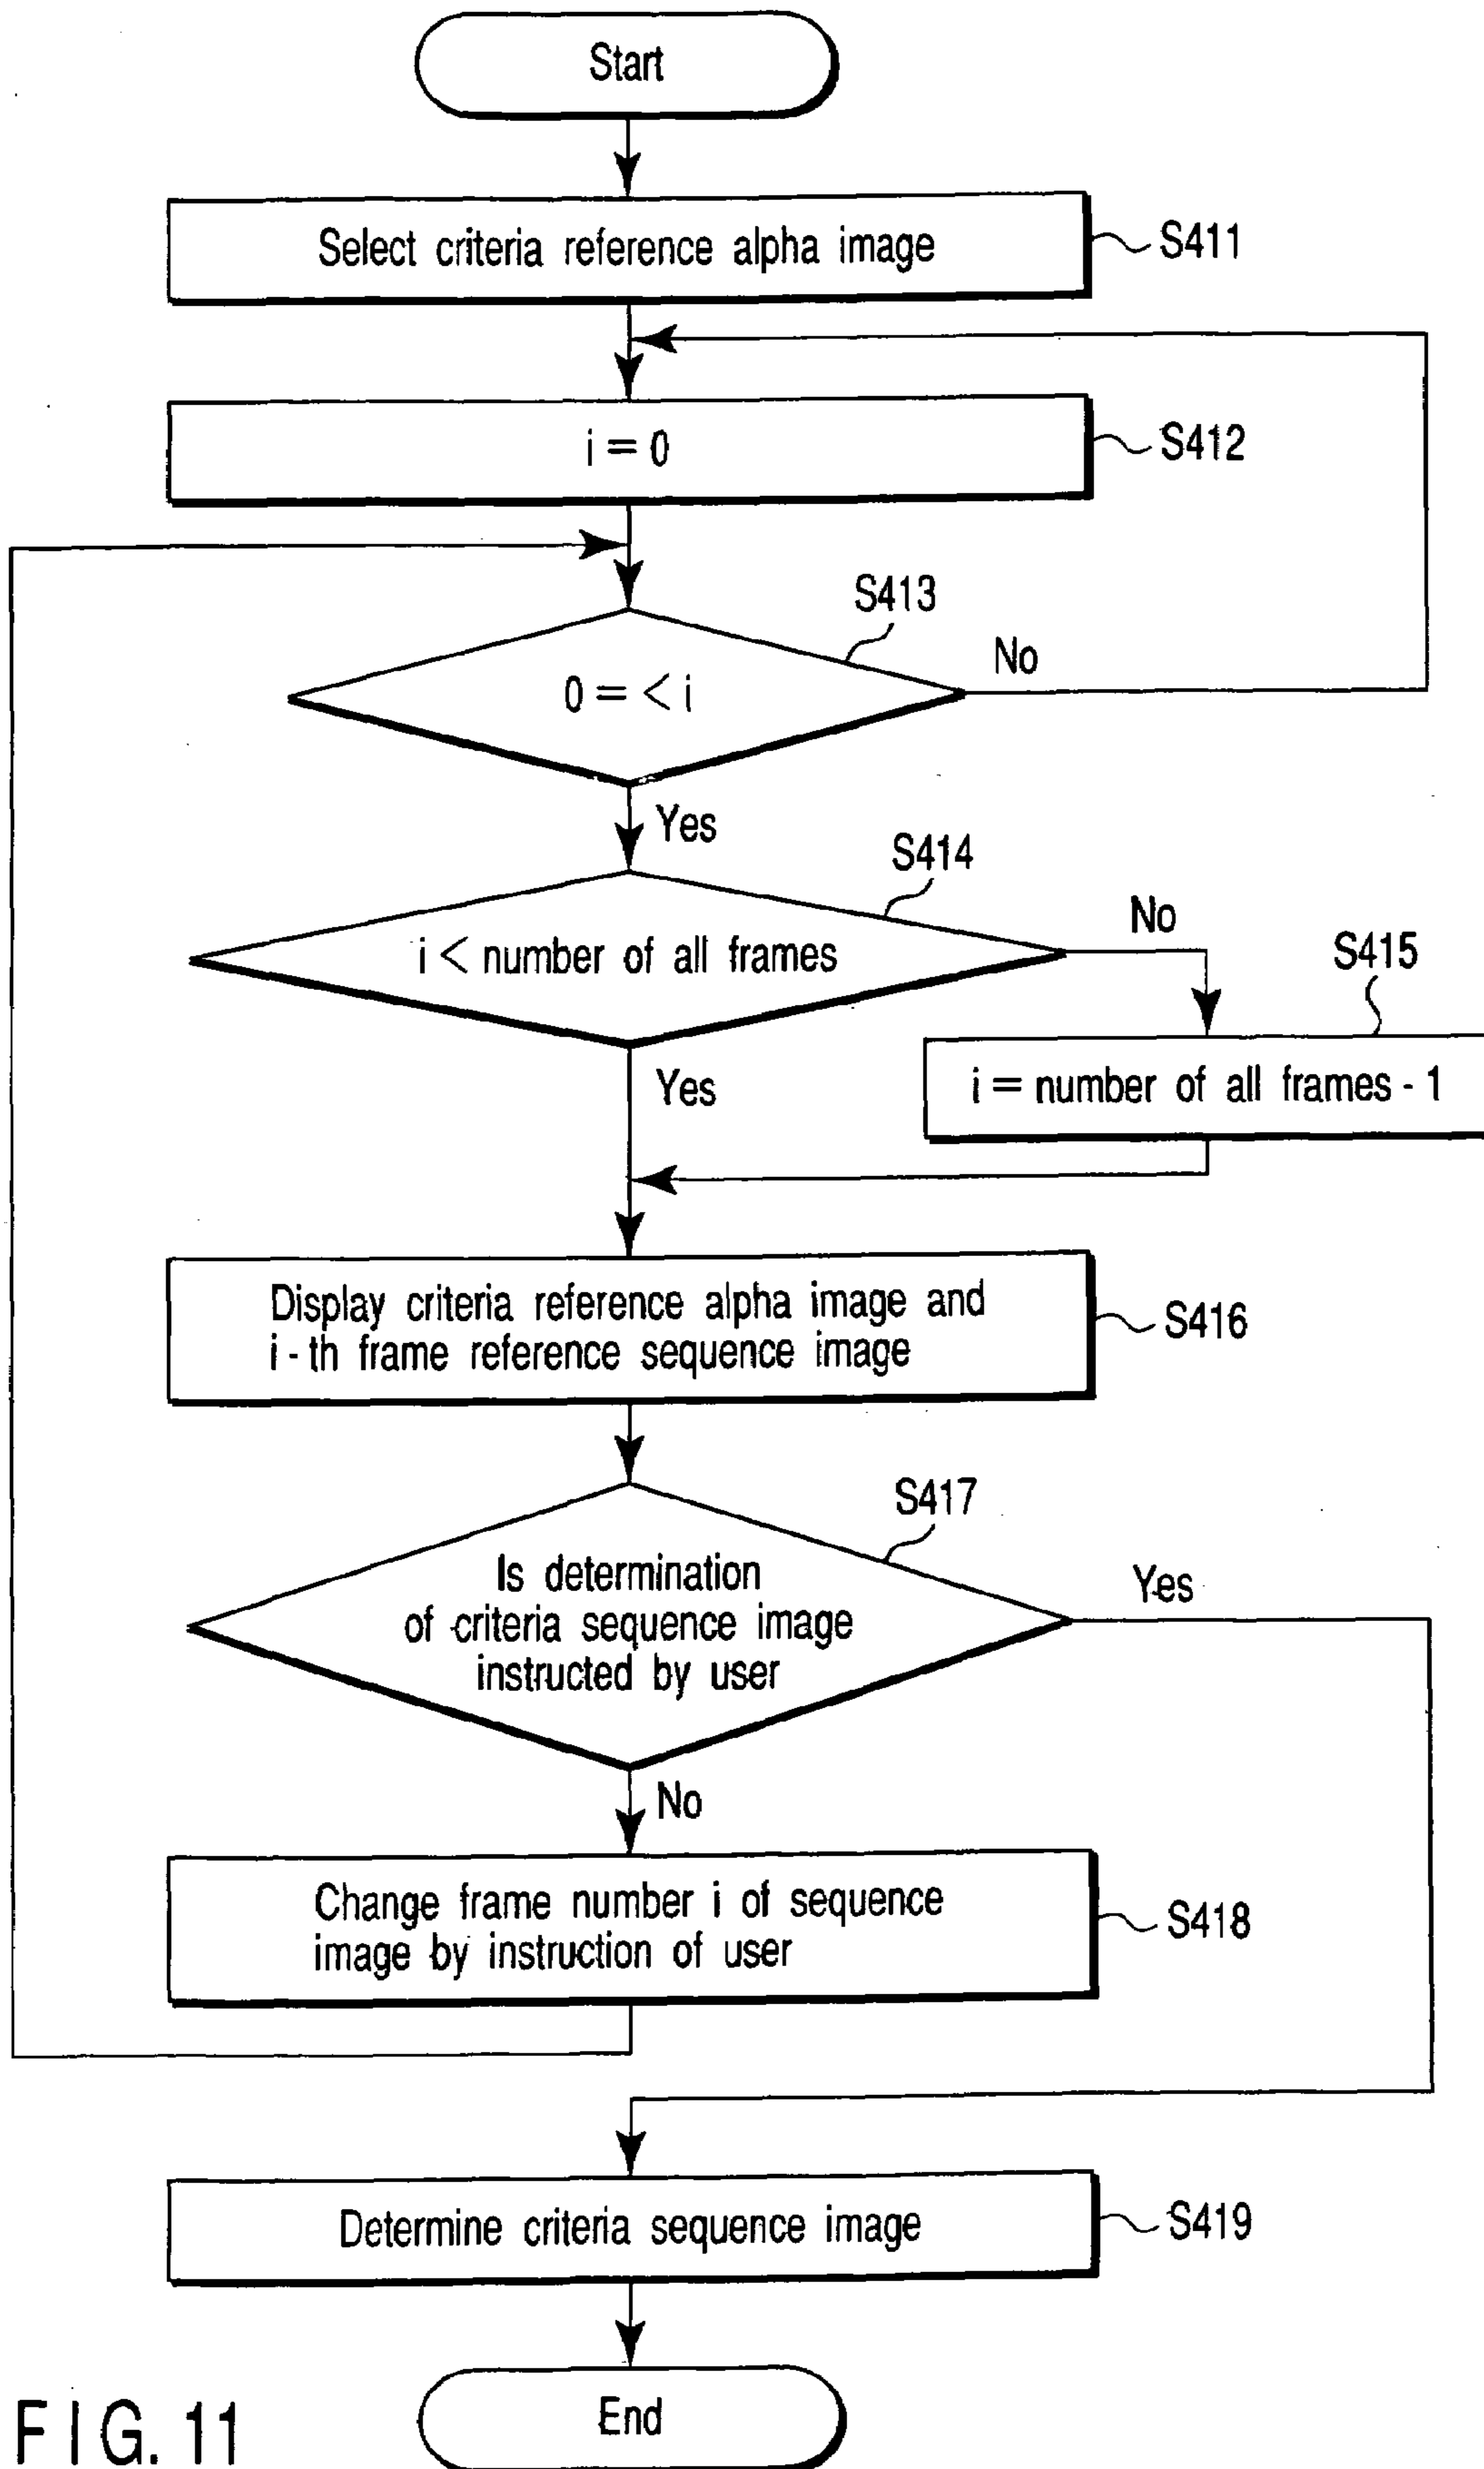 Start
Select criteria reference alpha image
S411
i = 0
S412
S413
0 = < i
No
Yes
S414
i < number of all frames
No
S415
Yes
i = number of all frames - 1
Display criteria reference alpha image and
i - th frame reference sequence image
S416
S417
Is determination
of criteria sequence image
instructed by user
Yes
No
Change frame number i of sequence
image by instruction of user
S418
Determine criteria sequence image
S419
End
FIG. 11